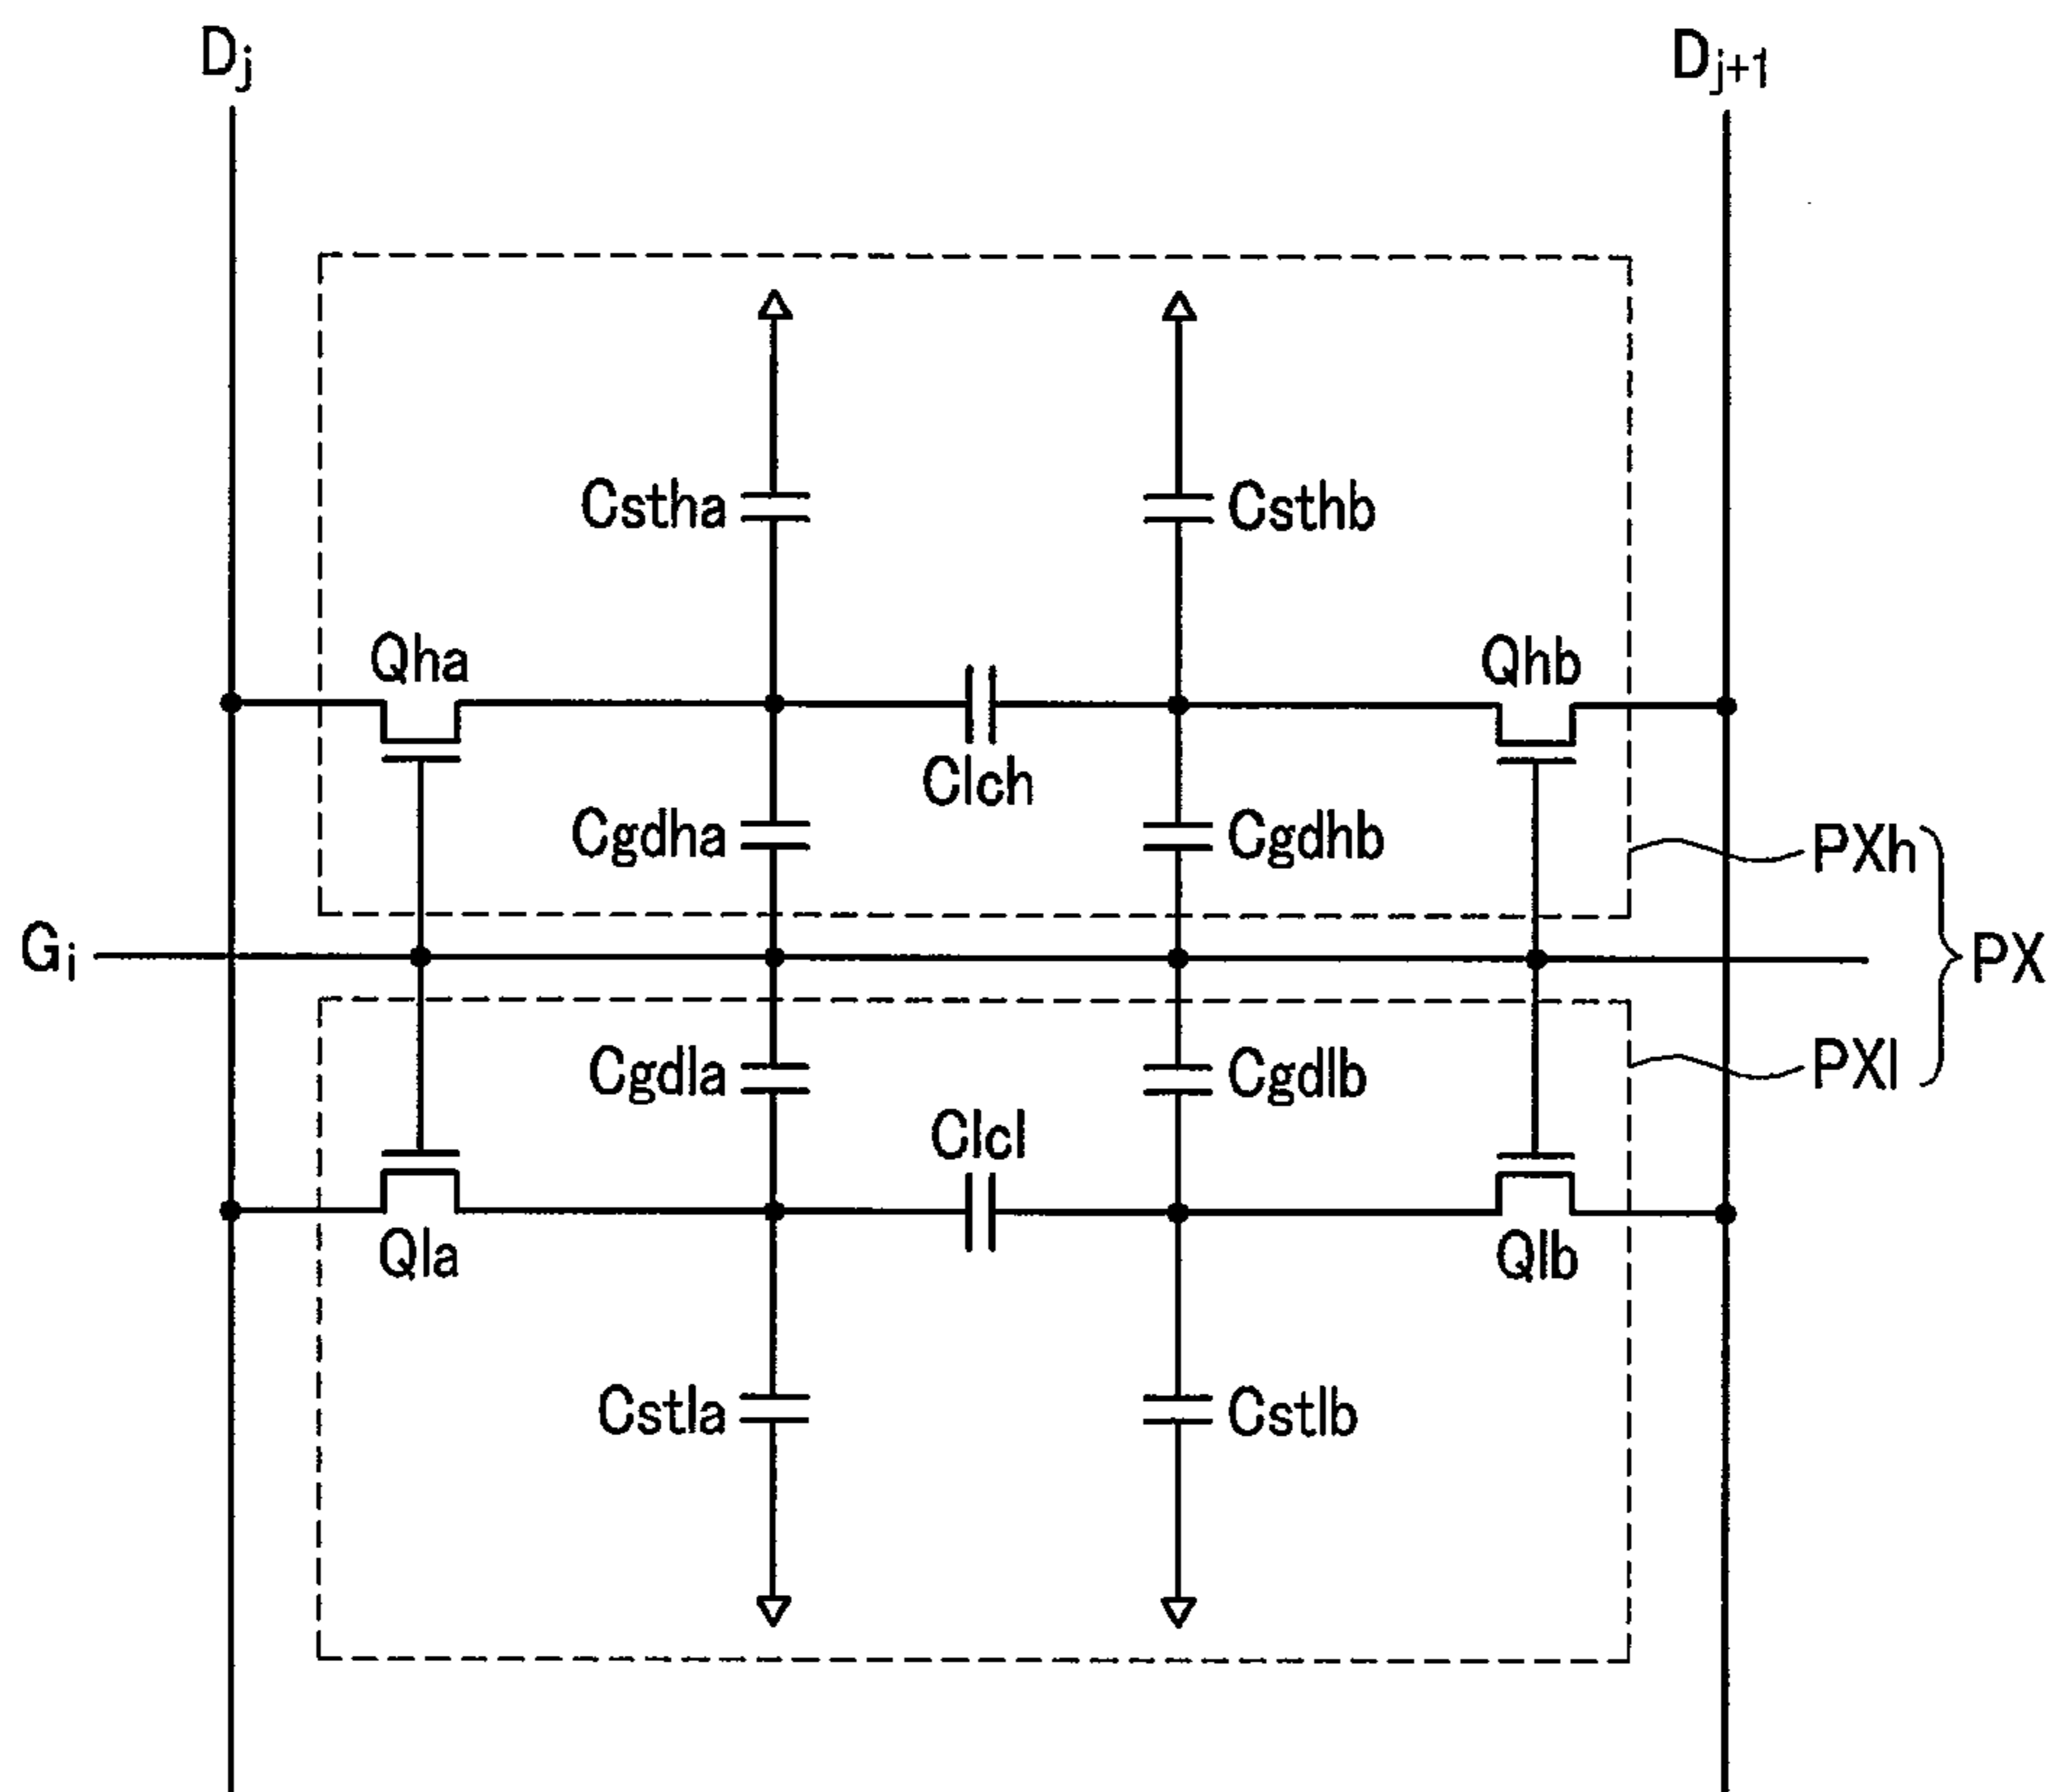 Dj
Dj+1
Cstha
Csthb
Qha
Qhb
Clch
Cgdha
Cgdhb
PXh
Gi
PX
Cgdla
Cgdlb
PXl
Clcl
Qla
Qlb
Cstla
Cstlb